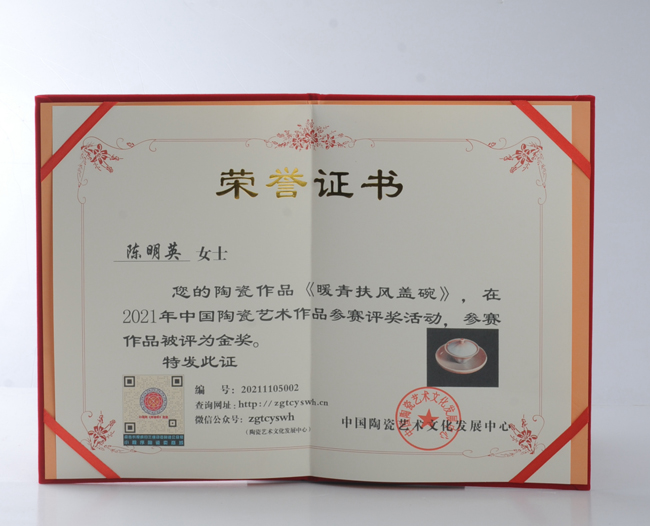 荣誉证书
陈明英 女士
您的陶瓷作品《暖青扶风盖碗》，在
2021年中国陶瓷艺术作品参赛评奖活动，参赛
作品被评为金奖。
特发此证
编 号：20211105002
查询网址：http://zgtcyswh.cn
微信公众号：zgtcyswh
（陶瓷艺术文化发展中心）
中国陶瓷艺术文化发展中心